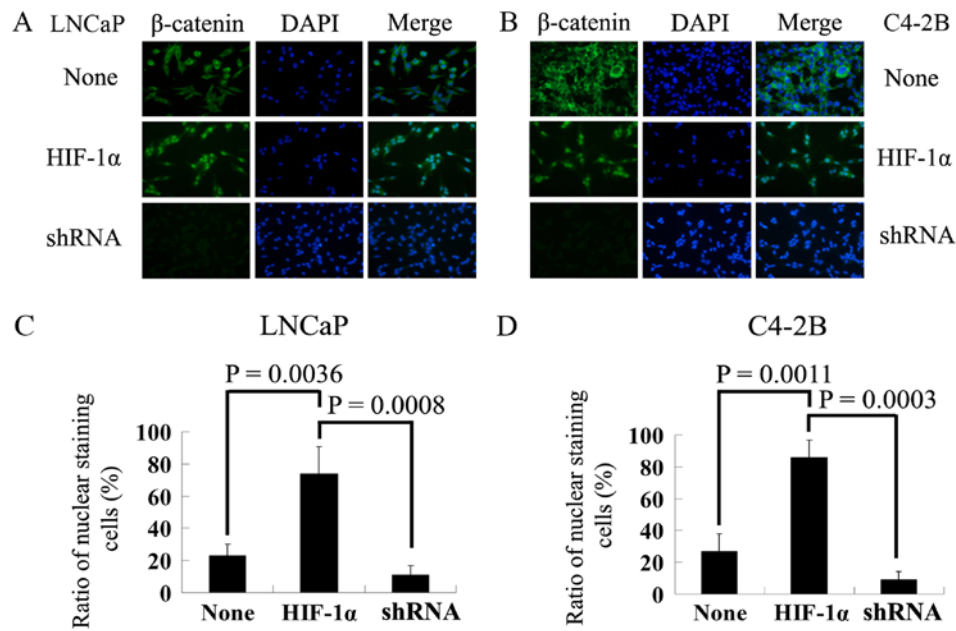 A LNCaP β-catenin DAPI Merge
None
HIF-1α
shRNA
B β-catenin DAPI Merge C4-2B
None
HIF-1α
shRNA
C LNCaP
P = 0.0036
P = 0.0008
Ratio of nuclear staining
cells (%)
100
80
60
40
20
0
None HIF-1α shRNA
D C4-2B
P = 0.0011
P = 0.0003
Ratio of nuclear staining
cells (%)
100
80
60
40
20
0
None HIF-1α shRNA